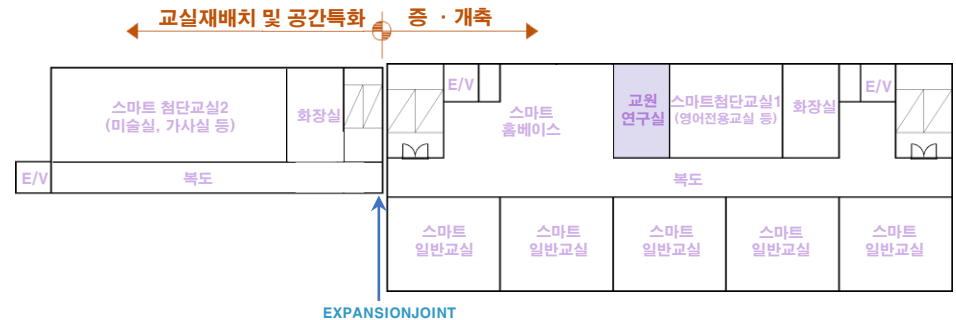 교실재배치 및 공간특화
증 · 개축
E/V
E/V
스마트 첨단교실2
(미술실, 가사실 등)
화장실
스마트
홈베이스
교원
연구실
스마트첨단교실1
(영어전용교실 등)
화장실
E/V
복도
복도
스마트
일반교실
스마트
일반교실
스마트
일반교실
스마트
일반교실
스마트
일반교실
EXPANSIONJOINT